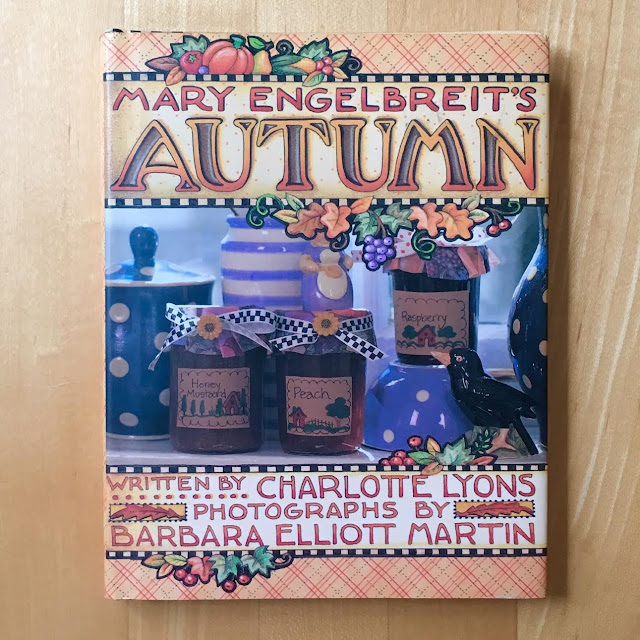 MARY ENGELBREIT'S
AUTUMN
Raspberry
Honey
Mustard
Peach
WRITTEN BY CHARLOTTE LYONS
PHOTOGRAPHS BY
BARBARA ELLIOTT MARTIN